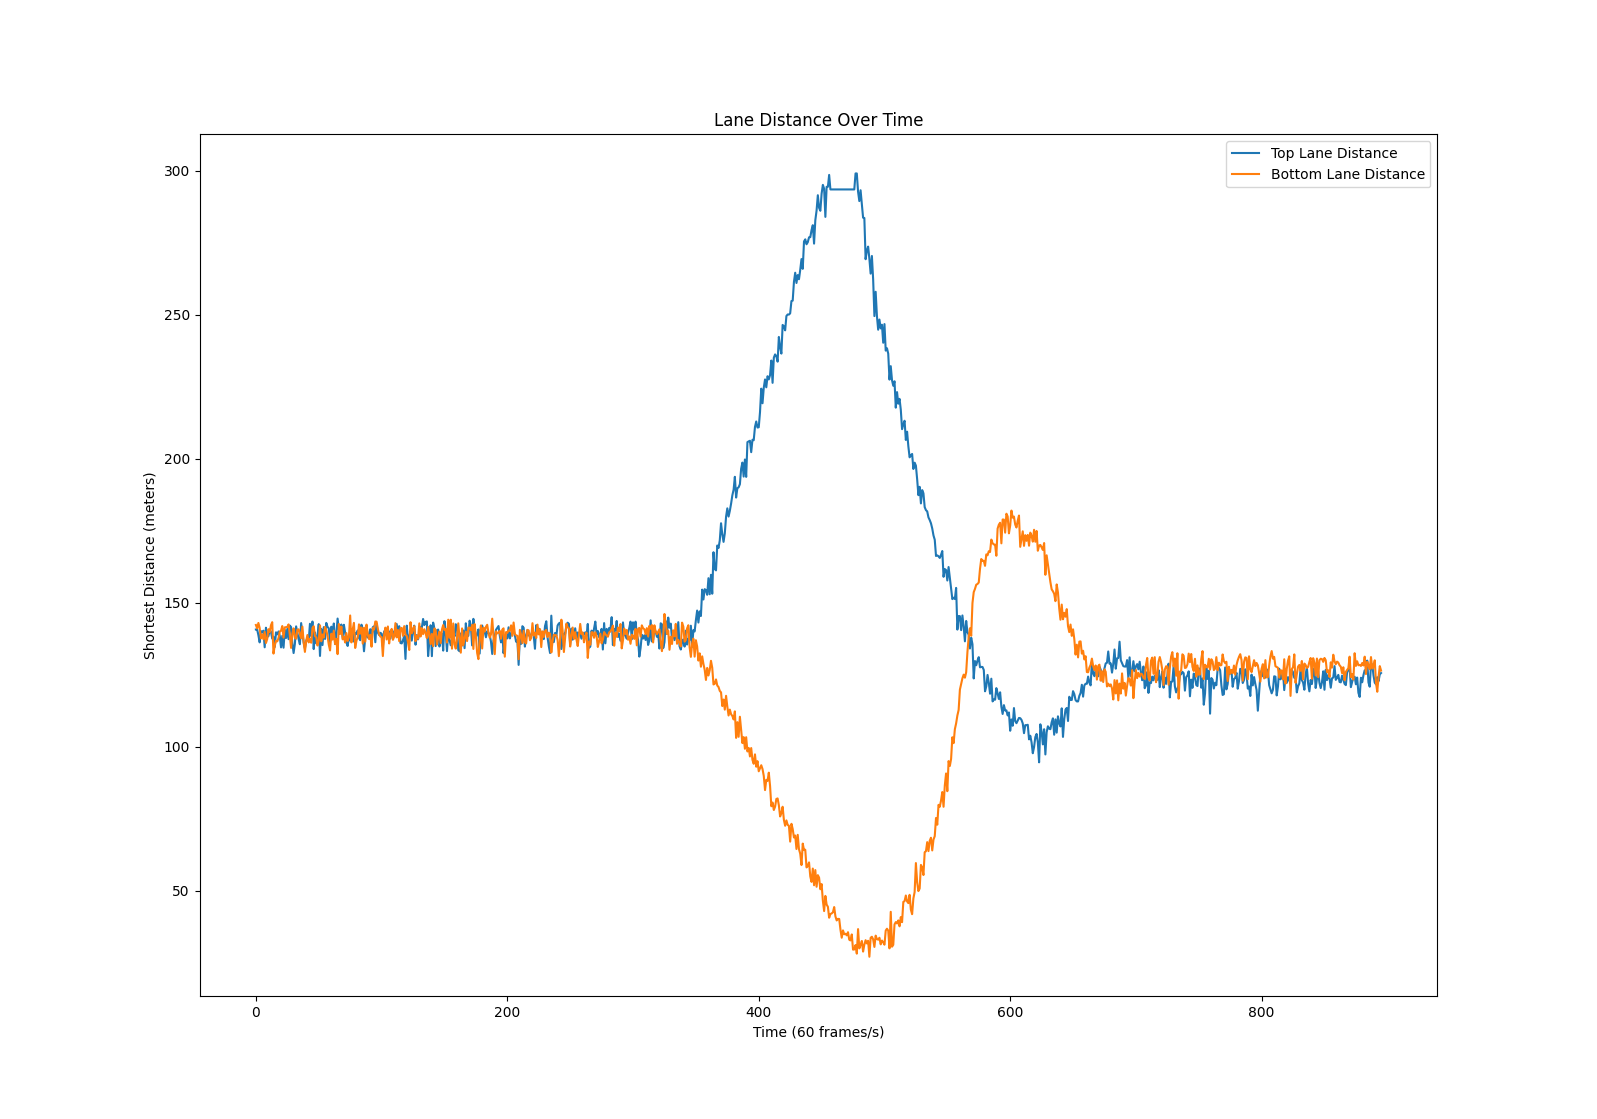 Lane Distance Over Time
Top Lane Distance
Bottom Lane Distance
Shortest Distance (meters)
300
250
200
150
100
50
0
200
400
600
800
Time (60 frames/s)